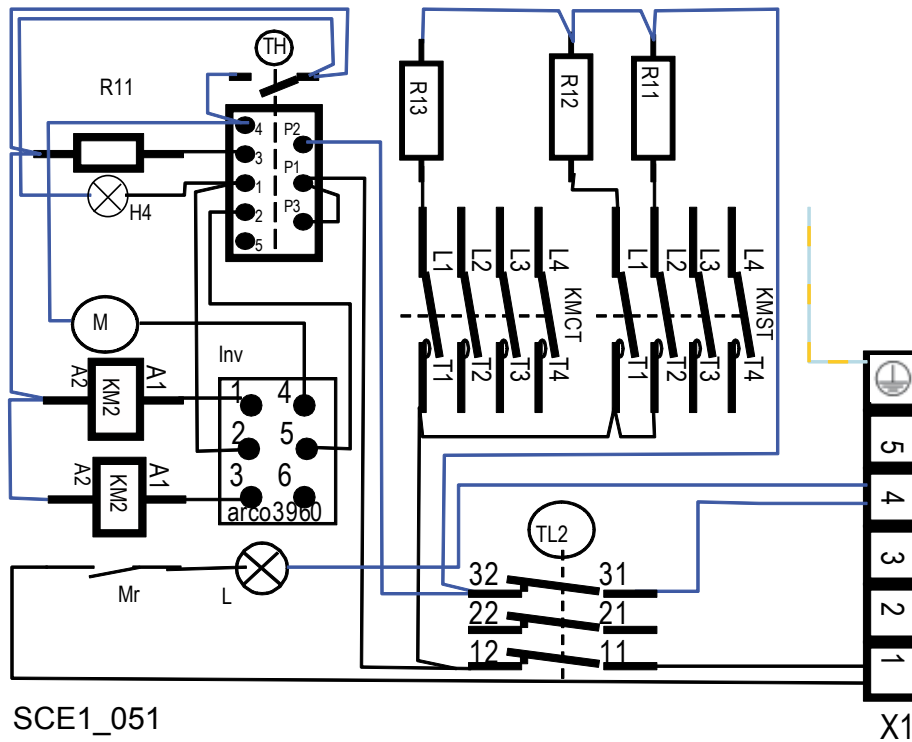 TH
R11
4
P2
3
P1
1
H4
2
P3
5
M
Inv
A2
KM2
A1
1
4
2
5
A2
KM2
A1
3
6
arco3960
Mr
L
R13
R12
R11
L1
L2
L3
L4
KMCT
T1
T2
T3
T4
L1
L2
L3
L4
KMST
T1
T2
T3
T4
TL2
32
31
22
21
12
11
5
4
3
2
1
SCE1_051
X1